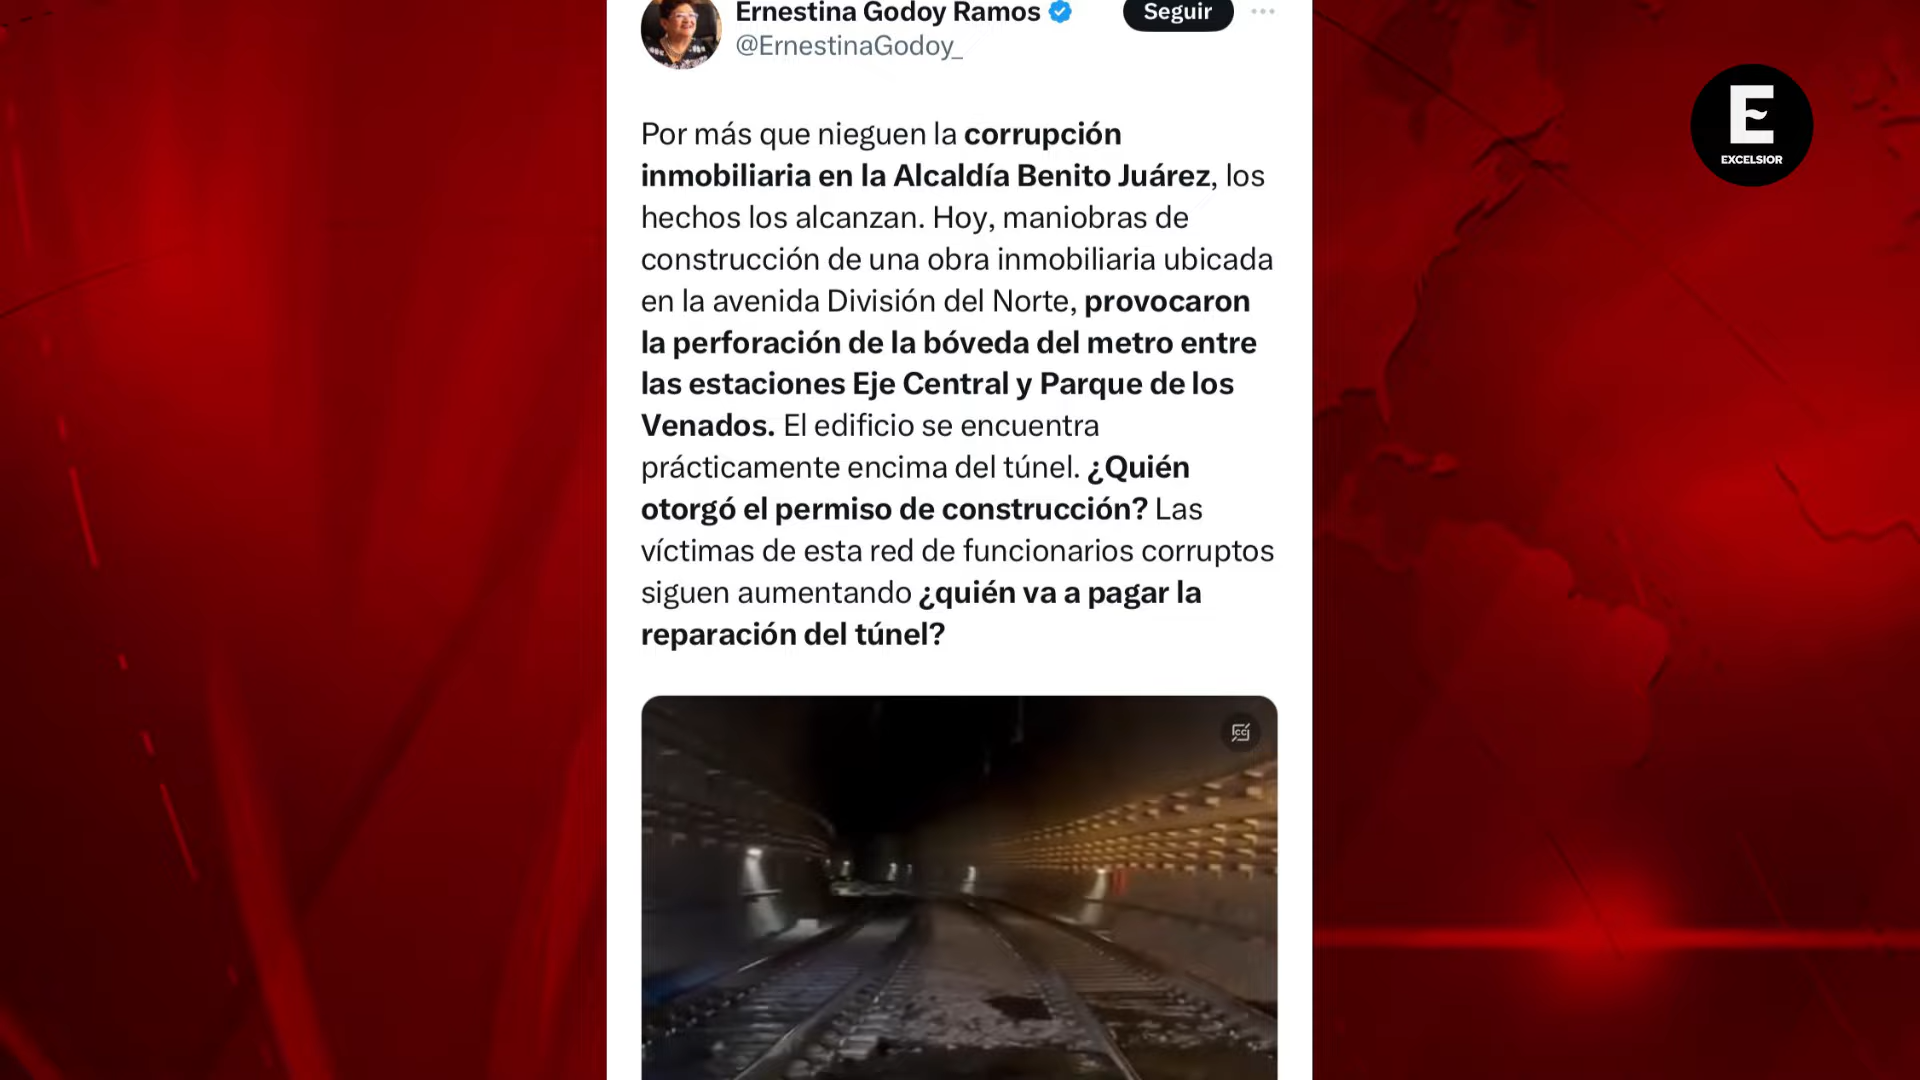 Ernestina Godoy Ramos
Seguir
@ErnestinaGodoy_
E
EXCELSIOR
Por más que nieguen la corrupción
inmobiliaria en la Alcaldía Benito Juárez, los
hechos los alcanzan. Hoy, maniobras de
construcción de una obra inmobiliaria ubicada
en la avenida División del Norte, provocaron
la perforación de la bóveda del metro entre
las estaciones Eje Central y Parque de los
Venados. El edificio se encuentra
prácticamente encima del túnel. ¿Quién
otorgó el permiso de construcción? Las
víctimas de esta red de funcionarios corruptos
siguen aumentando ¿quién va a pagar la
reparación del túnel?
CC